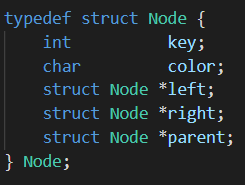 typedef struct Node {
    int         key;
    char        color;
    struct Node *left;
    struct Node *right;
    struct Node *parent;
} Node;